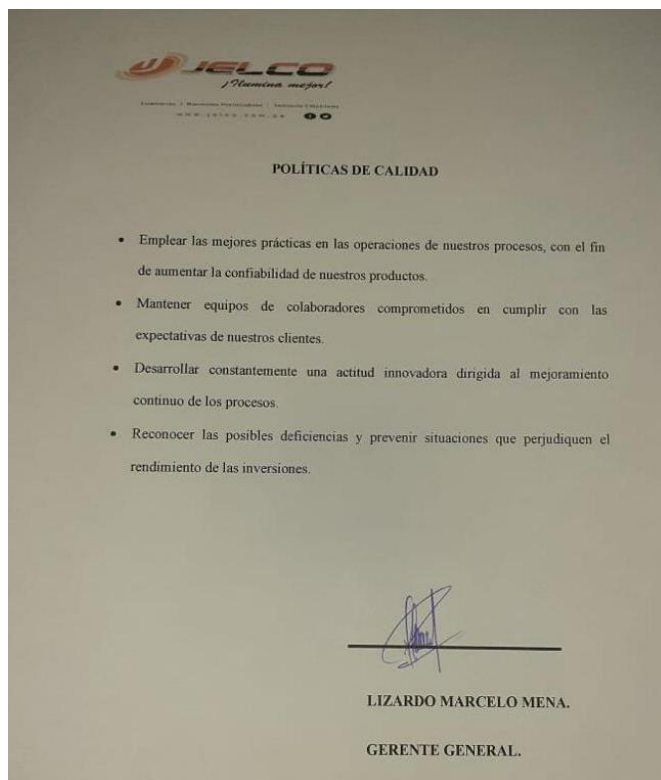 JELCO
¡Ilumina mejor!
POLÍTICAS DE CALIDAD
• Emplear las mejores prácticas en las operaciones de nuestros procesos, con el fin
de aumentar la confiabilidad de nuestros productos.
• Mantener equipos de colaboradores comprometidos en cumplir con las
expectativas de nuestros clientes.
• Desarrollar constantemente una actitud innovadora dirigida al mejoramiento
continuo de los procesos.
• Reconocer las posibles deficiencias y prevenir situaciones que perjudiquen el
rendimiento de las inversiones.
LIZARDO MARCELO MENA.
GERENTE GENERAL.